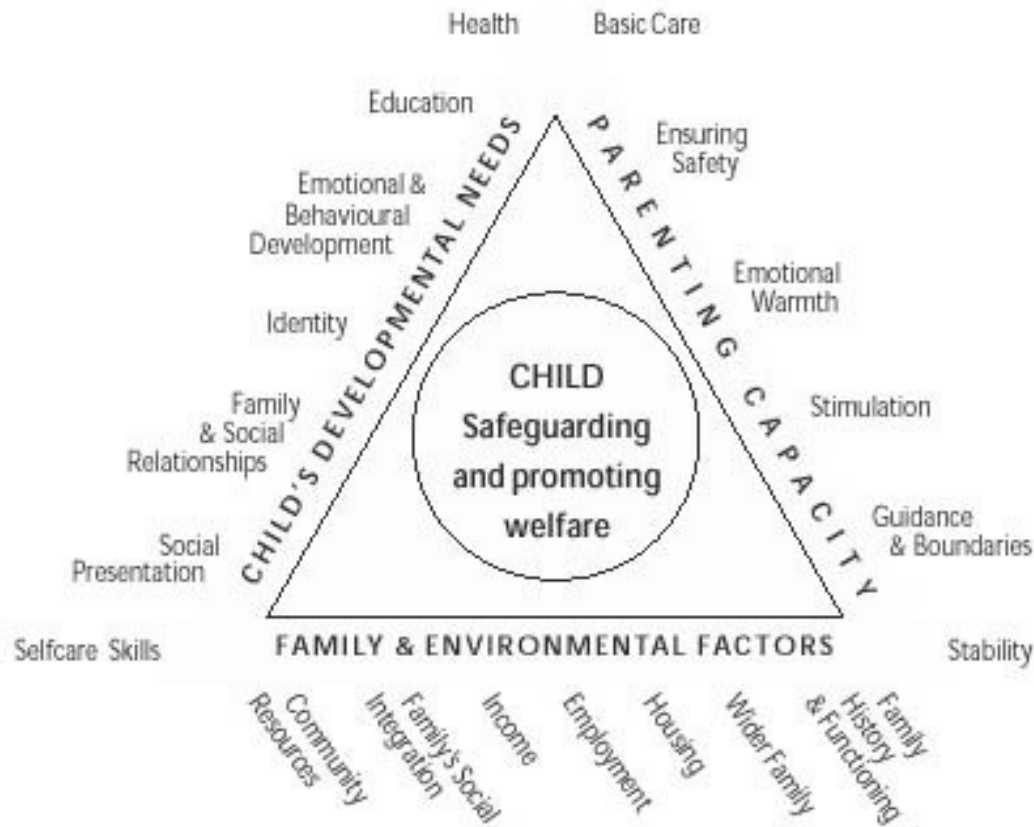 Health
Basic Care
Education
Ensuring
Safety
Emotional &
Behavioural
Development
Emotional
Warmth
Identity
Stimulation
Family
& Social
Relationships
Guidance
& Boundaries
Social
Presentation
Selfcare Skills
Stability
CHILD'S DEVELOPMENTAL NEEDS
PARENTING CAPACITY
CHILD
Safeguarding
and promoting
welfare
FAMILY & ENVIRONMENTAL FACTORS
Community
Resources
Family's Social
Integration
Income
Employment
Housing
Wider Family
Family
History
& Functioning